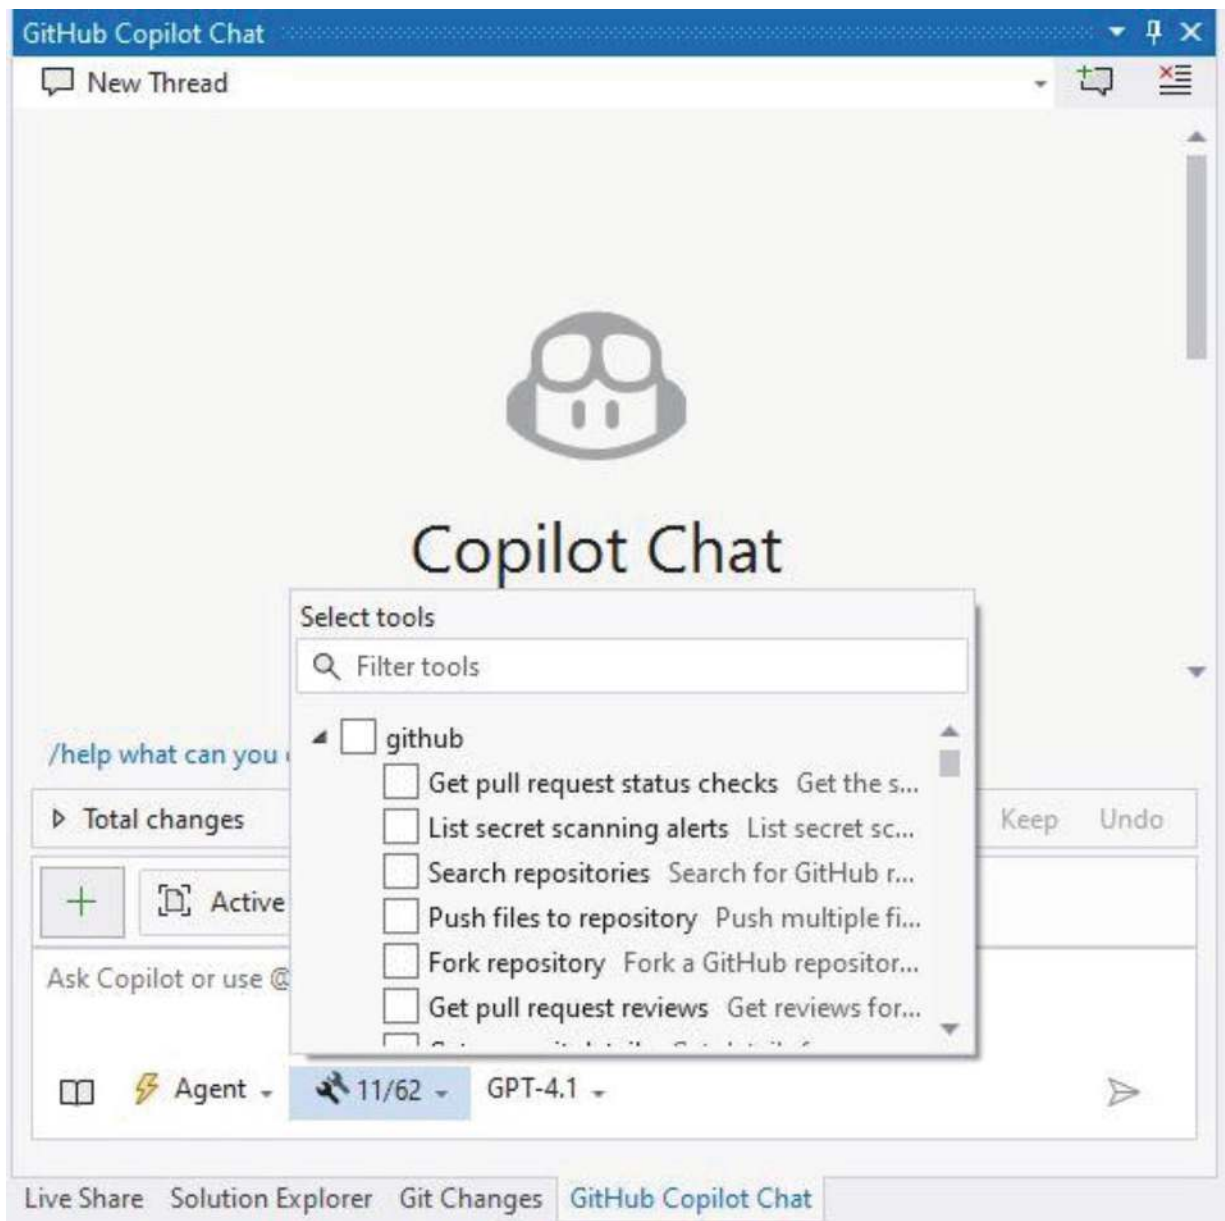 GitHub Copilot Chat
New Thread
Copilot Chat
Select tools
Filter tools
github
/help what can you
Get pull request status checks Get the s...
Total changes
List secret scanning alerts List secret sc...
Keep Undo
Search repositories Search for GitHub r...
Active
Push files to repository Push multiple fi...
Fork repository Fork a GitHub repositor...
Ask Copilot or use @
Get pull request reviews Get reviews for...
Agent 11/62 GPT-4.1
Live Share Solution Explorer Git Changes GitHub Copilot Chat